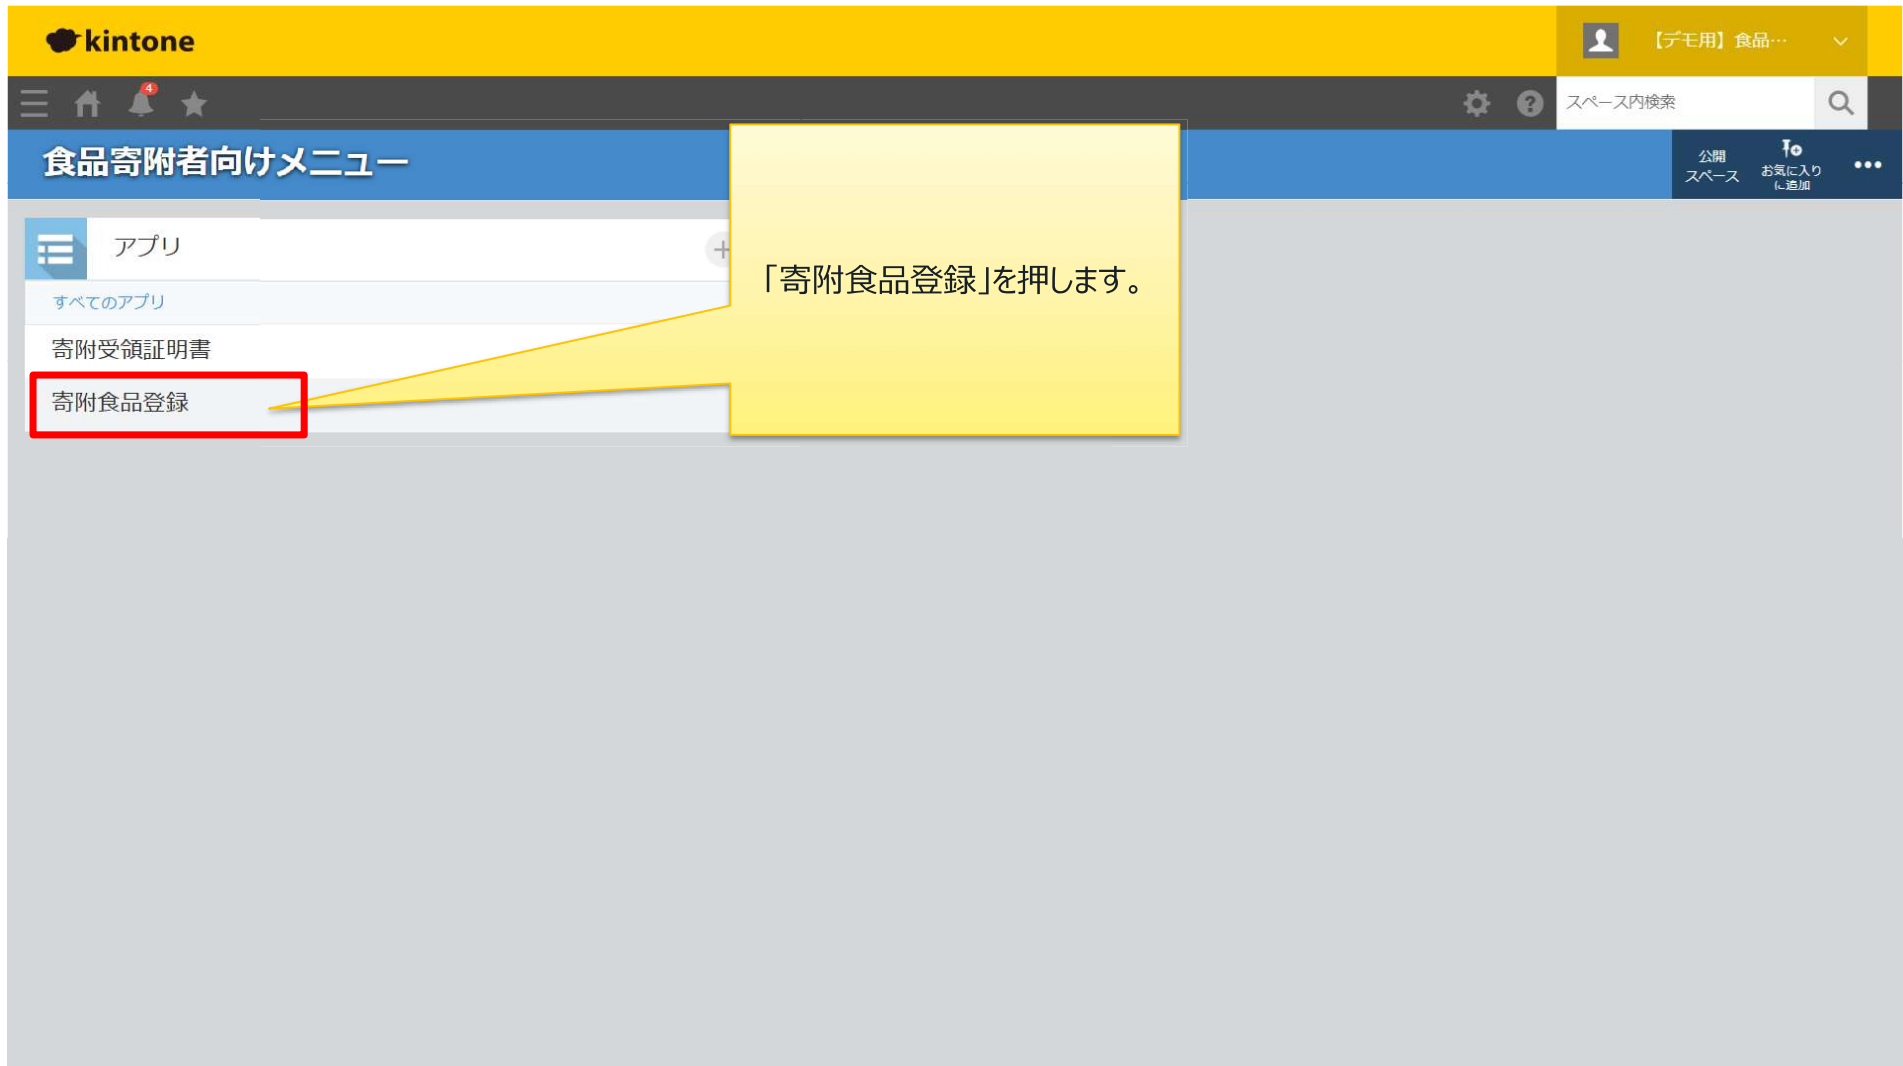 kintone
【デモ用】食品…
4
スペース内検索
食品寄附者向けメニュー
公開
スペース
お気に入り
に追加
アプリ
すべてのアプリ
寄附受領証明書
寄附食品登録
「寄附食品登録」を押します。